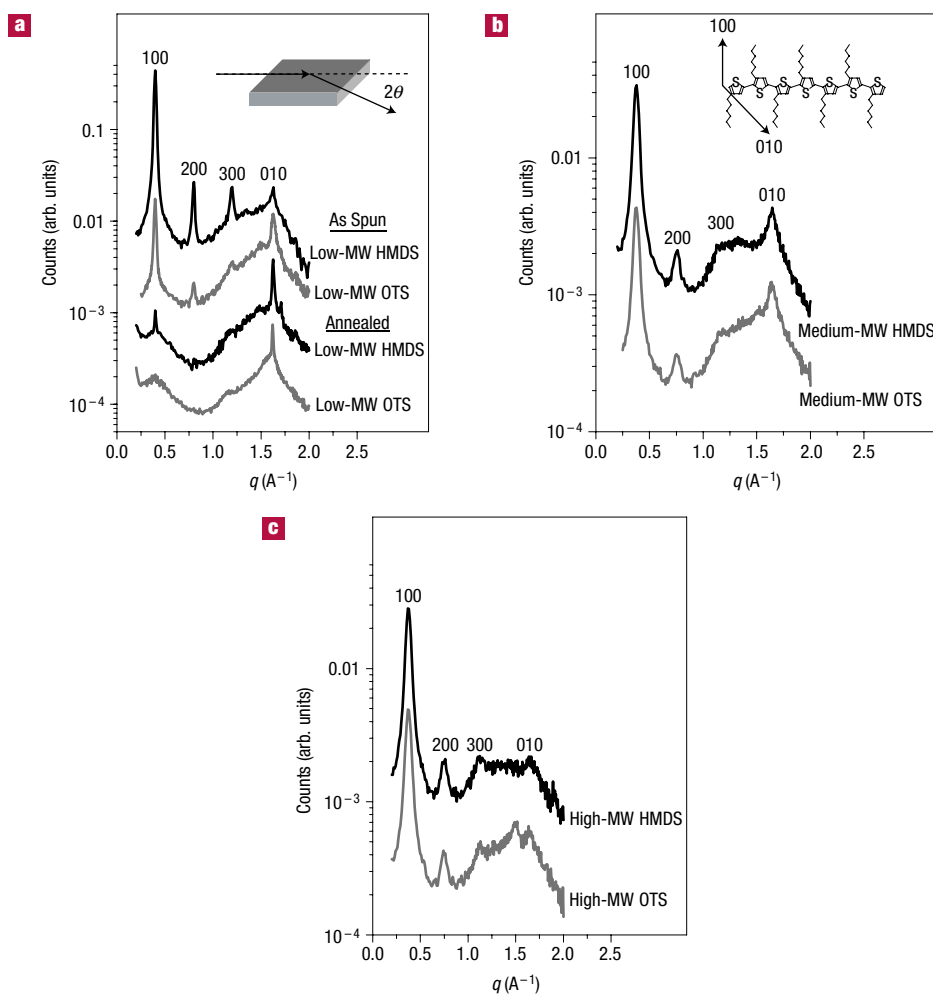 a
100
200
300
010
2θ
As Spun
Low-MW HMDS
Low-MW OTS
Annealed
Low-MW HMDS
Low-MW OTS
0.1
0.01
10⁻³
10⁻⁴
Counts (arb. units)
0.0 0.5 1.0 1.5 2.0 2.5
q (A⁻¹)
b
100
200
300
010
100
010
S S S S S S S
Medium-MW HMDS
Medium-MW OTS
0.01
10⁻³
10⁻⁴
Counts (arb. units)
0.0 0.5 1.0 1.5 2.0 2.5
q (A⁻¹)
c
100
200 300 010
High-MW HMDS
High-MW OTS
0.01
10⁻³
10⁻⁴
Counts (arb. units)
0.0 0.5 1.0 1.5 2.0 2.5
q (A⁻¹)